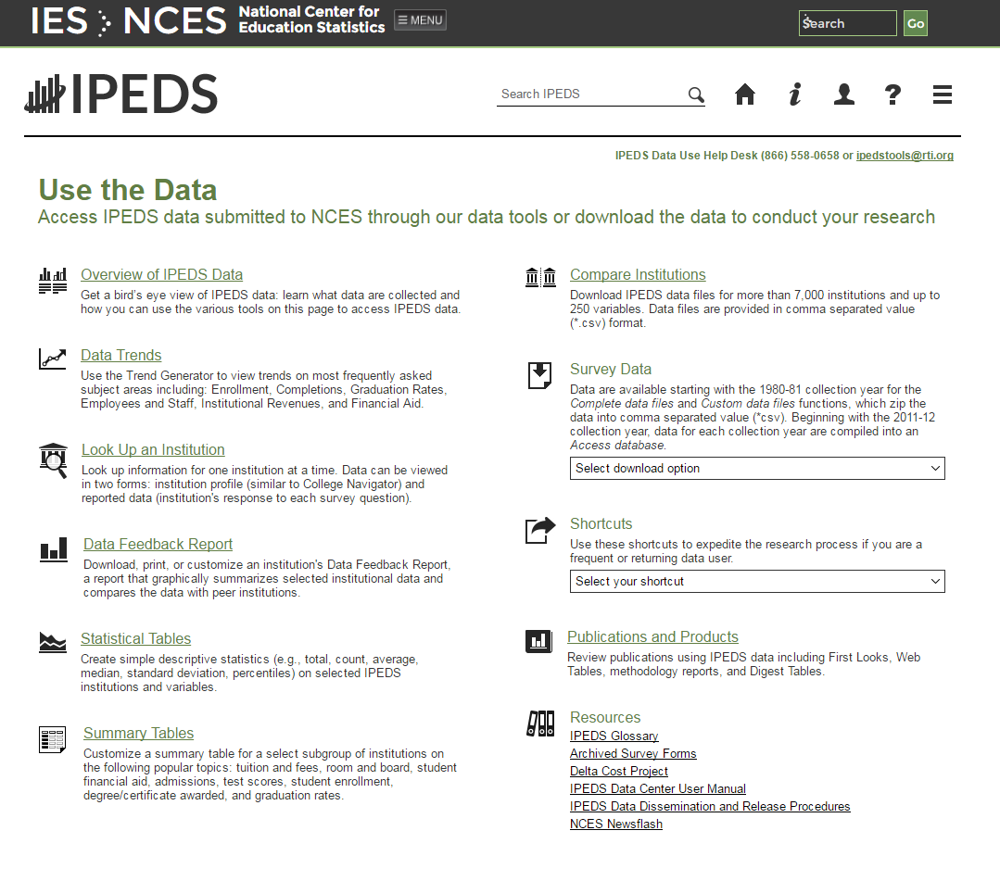 IES NCES National Center for
Education Statistics
MENU
Search
Go
IPEDS
Search IPEDS
IPEDS Data Use Help Desk (866) 558-0658 or ipedstools@rti.org
Use the Data
Access IPEDS data submitted to NCES through our data tools or download the data to conduct your research
Overview of IPEDS Data
Get a bird's eye view of IPEDS data: learn what data are collected and
how you can use the various tools on this page to access IPEDS data.
Data Trends
Use the Trend Generator to view trends on most frequently asked
subject areas including: Enrollment, Completions, Graduation Rates,
Employees and Staff, Institutional Revenues, and Financial Aid.
Look Up an Institution
Look up information for one institution at a time. Data can be viewed
in two forms: institution profile (similar to College Navigator) and
reported data (institution's response to each survey question).
Data Feedback Report
Download, print, or customize an institution's Data Feedback Report,
a report that graphically summarizes selected institutional data and
compares the data with peer institutions.
Statistical Tables
Create simple descriptive statistics (e.g., total, count, average,
median, standard deviation, percentiles) on selected IPEDS
institutions and variables.
Summary Tables
Customize a summary table for a select subgroup of institutions on
the following popular topics: tuition and fees, room and board, student
financial aid, admissions, test scores, student enrollment,
degree/certificate awarded, and graduation rates.
Compare Institutions
Download IPEDS data files for more than 7,000 institutions and up to
250 variables. Data files are provided in comma separated value
(*.csv) format.
Survey Data
Data are available starting with the 1980-81 collection year for the
Complete data files and Custom data files functions, which zip the
data into comma separated value (*csv). Beginning with the 2011-12
collection year, data for each collection year are compiled into an
Access database.
Select download option
Shortcuts
Use these shortcuts to expedite the research process if you are a
frequent or returning data user.
Select your shortcut
Publications and Products
Review publications using IPEDS data including First Looks, Web
Tables, methodology reports, and Digest Tables.
Resources
IPEDS Glossary
Archived Survey Forms
Delta Cost Project
IPEDS Data Center User Manual
IPEDS Data Dissemination and Release Procedures
NCES Newsflash